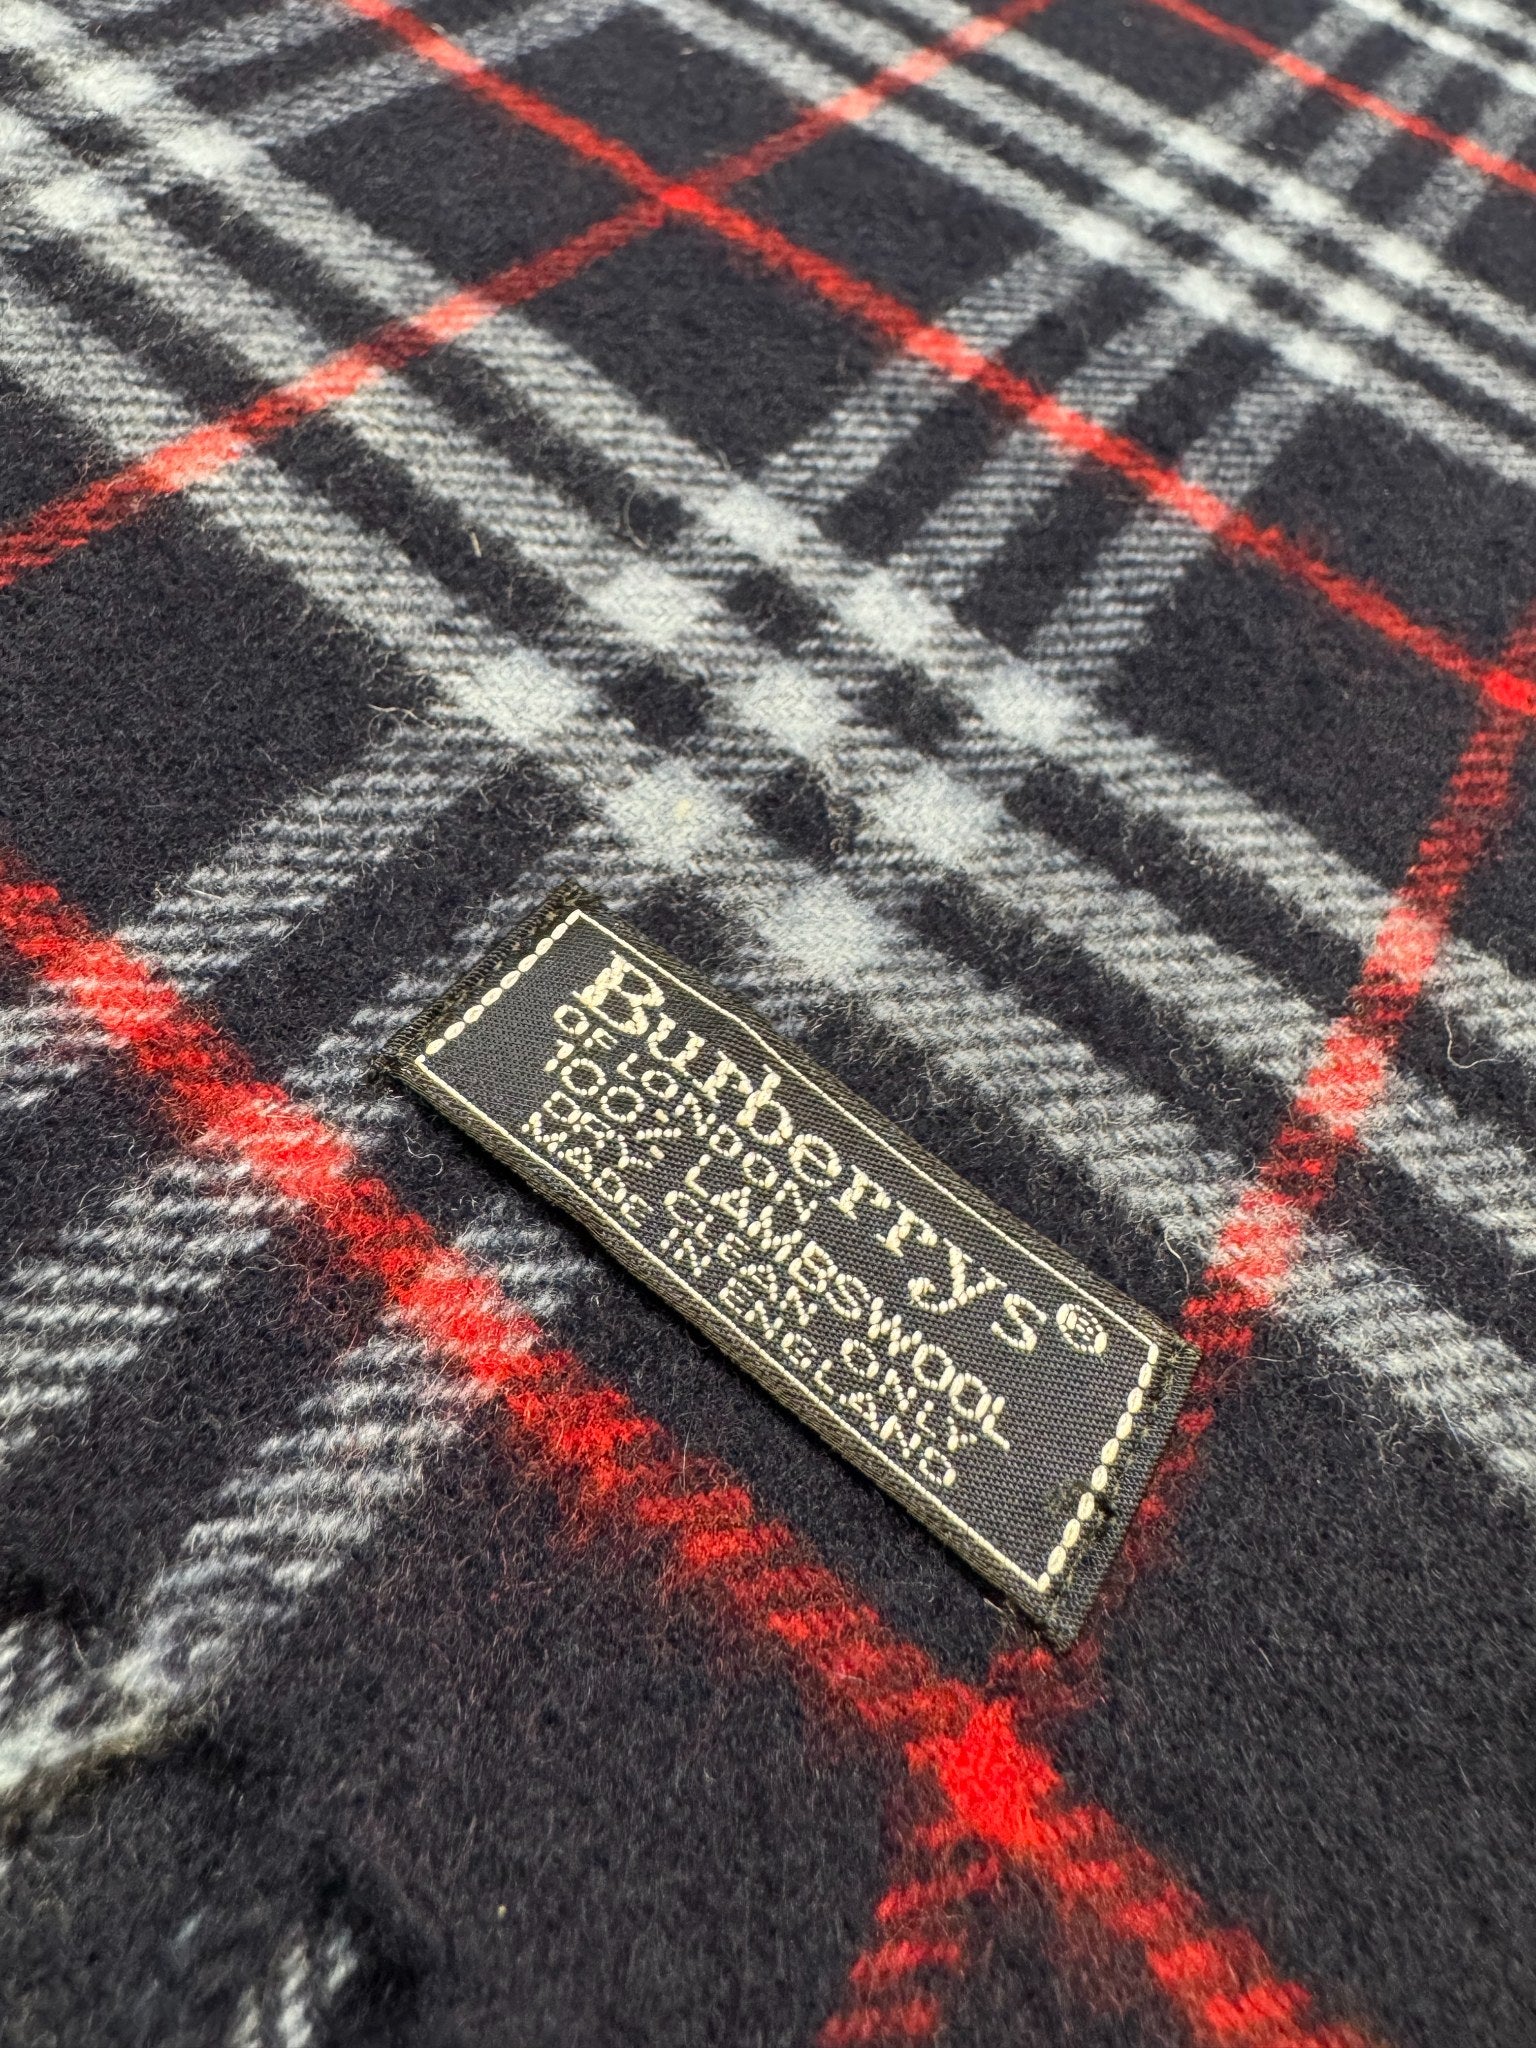 Burberrys®
OF LONDON
100% LAMBSWOOL
DRY CLEAN ONLY
MADE IN ENGLAND